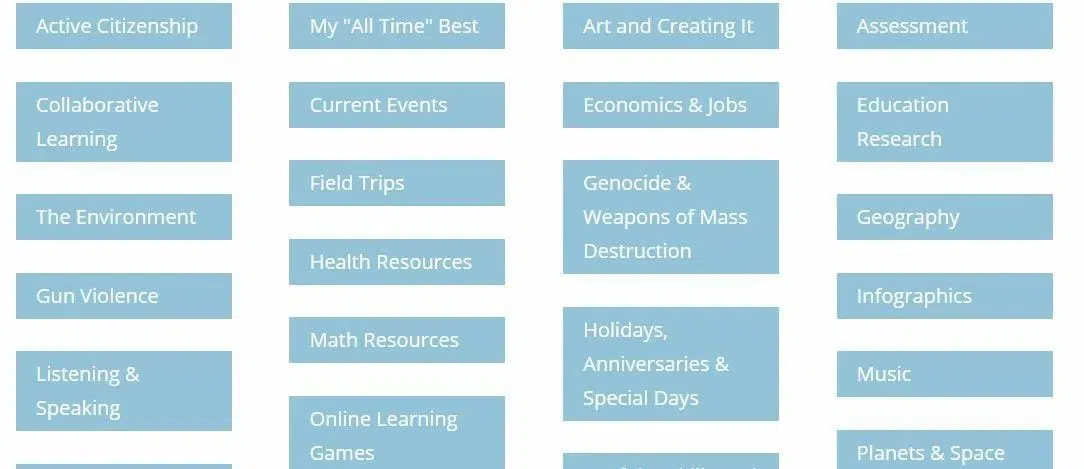 Active Citizenship
My "All Time" Best
Art and Creating It
Assessment
Collaborative
Learning
Current Events
Economics & Jobs
Education
Research
The Environment
Field Trips
Genocide &
Weapons of Mass
Destruction
Geography
Gun Violence
Health Resources
Holidays,
Anniversaries &
Special Days
Infographics
Listening &
Speaking
Math Resources
Music
Online Learning
Games
Planets & Space